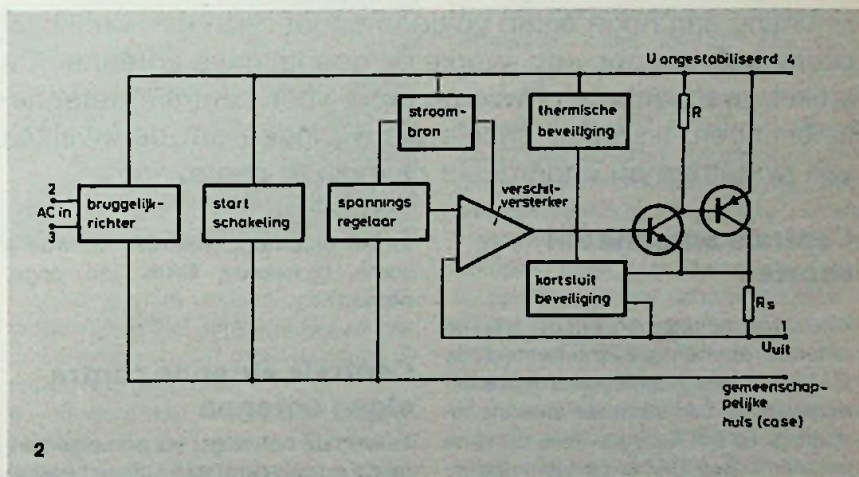 U ongestabiliseerd 4
R
stroom-
bron
thermische
beveiliging
2
AC in
3
bruggelijk-
richter
start
schakeling
spannings
regelaar
verschil-
versterker
kortsluit
beveiliging
Rs
1
Uuit
gemeenschap-
pelijke
huis (case)
2